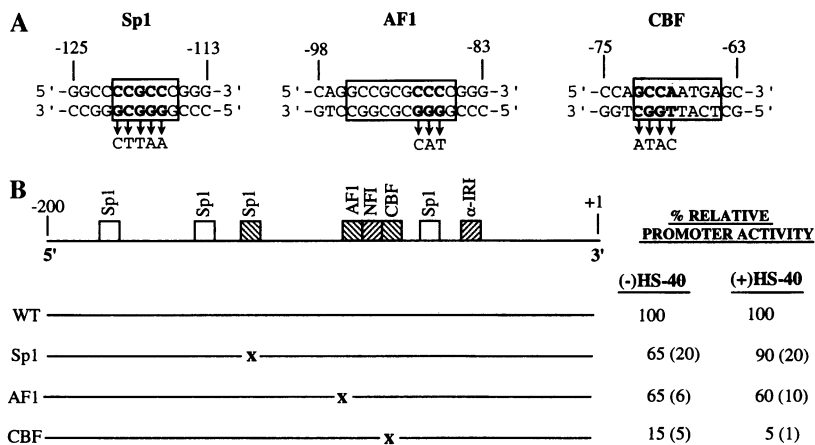 A
Sp1
AF1
CBF
-125
-113
-98
-83
-75
-63
5'-GGCCCCGCCCGGG-3'
3'-CCGGGGCGGGGCCC-5'
CTTAA
5'-CAGGCCGCGCCCCGGG-3'
3'-GTCCGGCGCGGGGCCC-5'
CAT
5'-CCAGCCAATGAGC-3'
3'-GGTCGGTTACTCG-5'
ATAC
B
-200
Sp1
Sp1
Sp1
AF1
NFI
CBF
Sp1
α-IRI
+1
5'
3'
% RELATIVE
PROMOTER ACTIVITY
(-)HS-40 (+)HS-40
WT 100 100
Sp1 x 65 (20) 90 (20)
AF1 x 65 (6) 60 (10)
CBF x 15 (5) 5 (1)